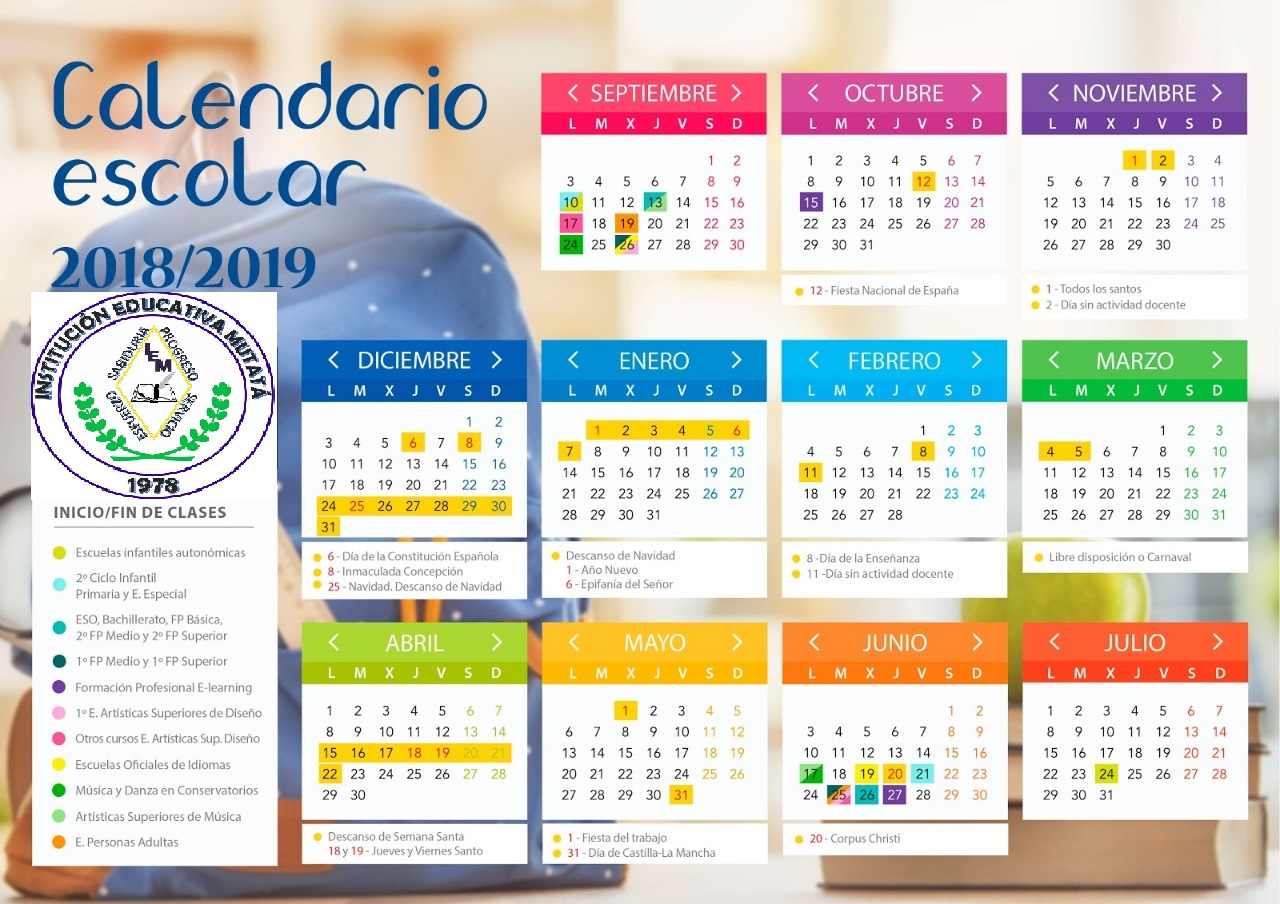 Calendario
escolar
2018/2019
INSTITUCIÓN EDUCATIVA MUTATÁ
SABIDURIA PROGRESO
I.E.M
ESFUERZO SERVICIO
1978
INICIO/FIN DE CLASES
Escuelas infantiles autonómicas
2º Ciclo Infantil
Primaria y E. Especial
ESO, Bachillerato, FP Básica,
2º FP Medio y 2º FP Superior
1º FP Medio y 1º FP Superior
Formación Profesional E-learning
1º E. Artísticas Superiores de Diseño
Otros cursos E. Artísticas Sup. Diseño
Escuelas Oficiales de Idiomas
Música y Danza en Conservatorios
Artísticas Superiores de Música
E. Personas Adultas
< SEPTIEMBRE >
L M X J V S D
1 2
3 4 5 6 7 8 9
10 11 12 13 14 15 16
17 18 19 20 21 22 23
24 25 26 27 28 29 30
< OCTUBRE >
L M X J V S D
1 2 3 4 5 6 7
8 9 10 11 12 13 14
15 16 17 18 19 20 21
22 23 24 25 26 27 28
29 30 31
12 - Fiesta Nacional de España
< NOVIEMBRE >
L M X J V S D
1 2 3 4
5 6 7 8 9 10 11
12 13 14 15 16 17 18
19 20 21 22 23 24 25
26 27 28 29 30
1 - Todos los santos
2 - Día sin actividad docente
< DICIEMBRE >
L M X J V S D
1 2
3 4 5 6 7 8 9
10 11 12 13 14 15 16
17 18 19 20 21 22 23
24 25 26 27 28 29 30
31
6 - Día de la Constitución Española
8 - Inmaculada Concepción
25 - Navidad. Descanso de Navidad
< ENERO >
L M X J V S D
1 2 3 4 5 6
7 8 9 10 11 12 13
14 15 16 17 18 19 20
21 22 23 24 25 26 27
28 29 30 31
Descanso de Navidad
1 - Año Nuevo
6 - Epifanía del Señor
< FEBRERO >
L M X J V S D
1 2 3
4 5 6 7 8 9 10
11 12 13 14 15 16 17
18 19 20 21 22 23 24
25 26 27 28
8 -Día de la Enseñanza
11 -Día sin actividad docente
< MARZO >
L M X J V S D
1 2 3
4 5 6 7 8 9 10
11 12 13 14 15 16 17
18 19 20 21 22 23 24
25 26 27 28 29 30 31
Libre disposición o Carnaval
< ABRIL >
L M X J V S D
1 2 3 4 5 6 7
8 9 10 11 12 13 14
15 16 17 18 19 20 21
22 23 24 25 26 27 28
29 30
Descanso de Semana Santa
18 y 19 - Jueves y Viernes Santo
< MAYO >
L M X J V S D
1 2 3 4 5
6 7 8 9 10 11 12
13 14 15 16 17 18 19
20 21 22 23 24 25 26
27 28 29 30 31
1 - Fiesta del trabajo
31 - Día de Castilla-La Mancha
< JUNIO >
L M X J V S D
1 2
3 4 5 6 7 8 9
10 11 12 13 14 15 16
17 18 19 20 21 22 23
24 25 26 27 28 29 30
20 - Corpus Christi
< JULIO >
L M X J V S D
1 2 3 4 5 6 7
8 9 10 11 12 13 14
15 16 17 18 19 20 21
22 23 24 25 26 27 28
29 30 31